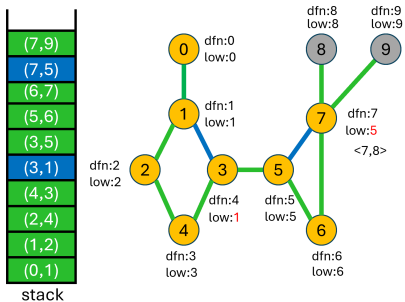 (7,9)
(7,5)
(6,7)
(5,6)
(3,5)
(3,1)
(4,3)
(2,4)
(1,2)
(0,1)
stack
0
dfn:0
low:0
1
dfn:1
low:1
2
dfn:2
low:2
3
dfn:4
low:1
4
dfn:3
low:3
5
dfn:5
low:5
6
dfn:6
low:6
7
dfn:7
low:5
<7,8>
8
dfn:8
low:8
9
dfn:9
low:9